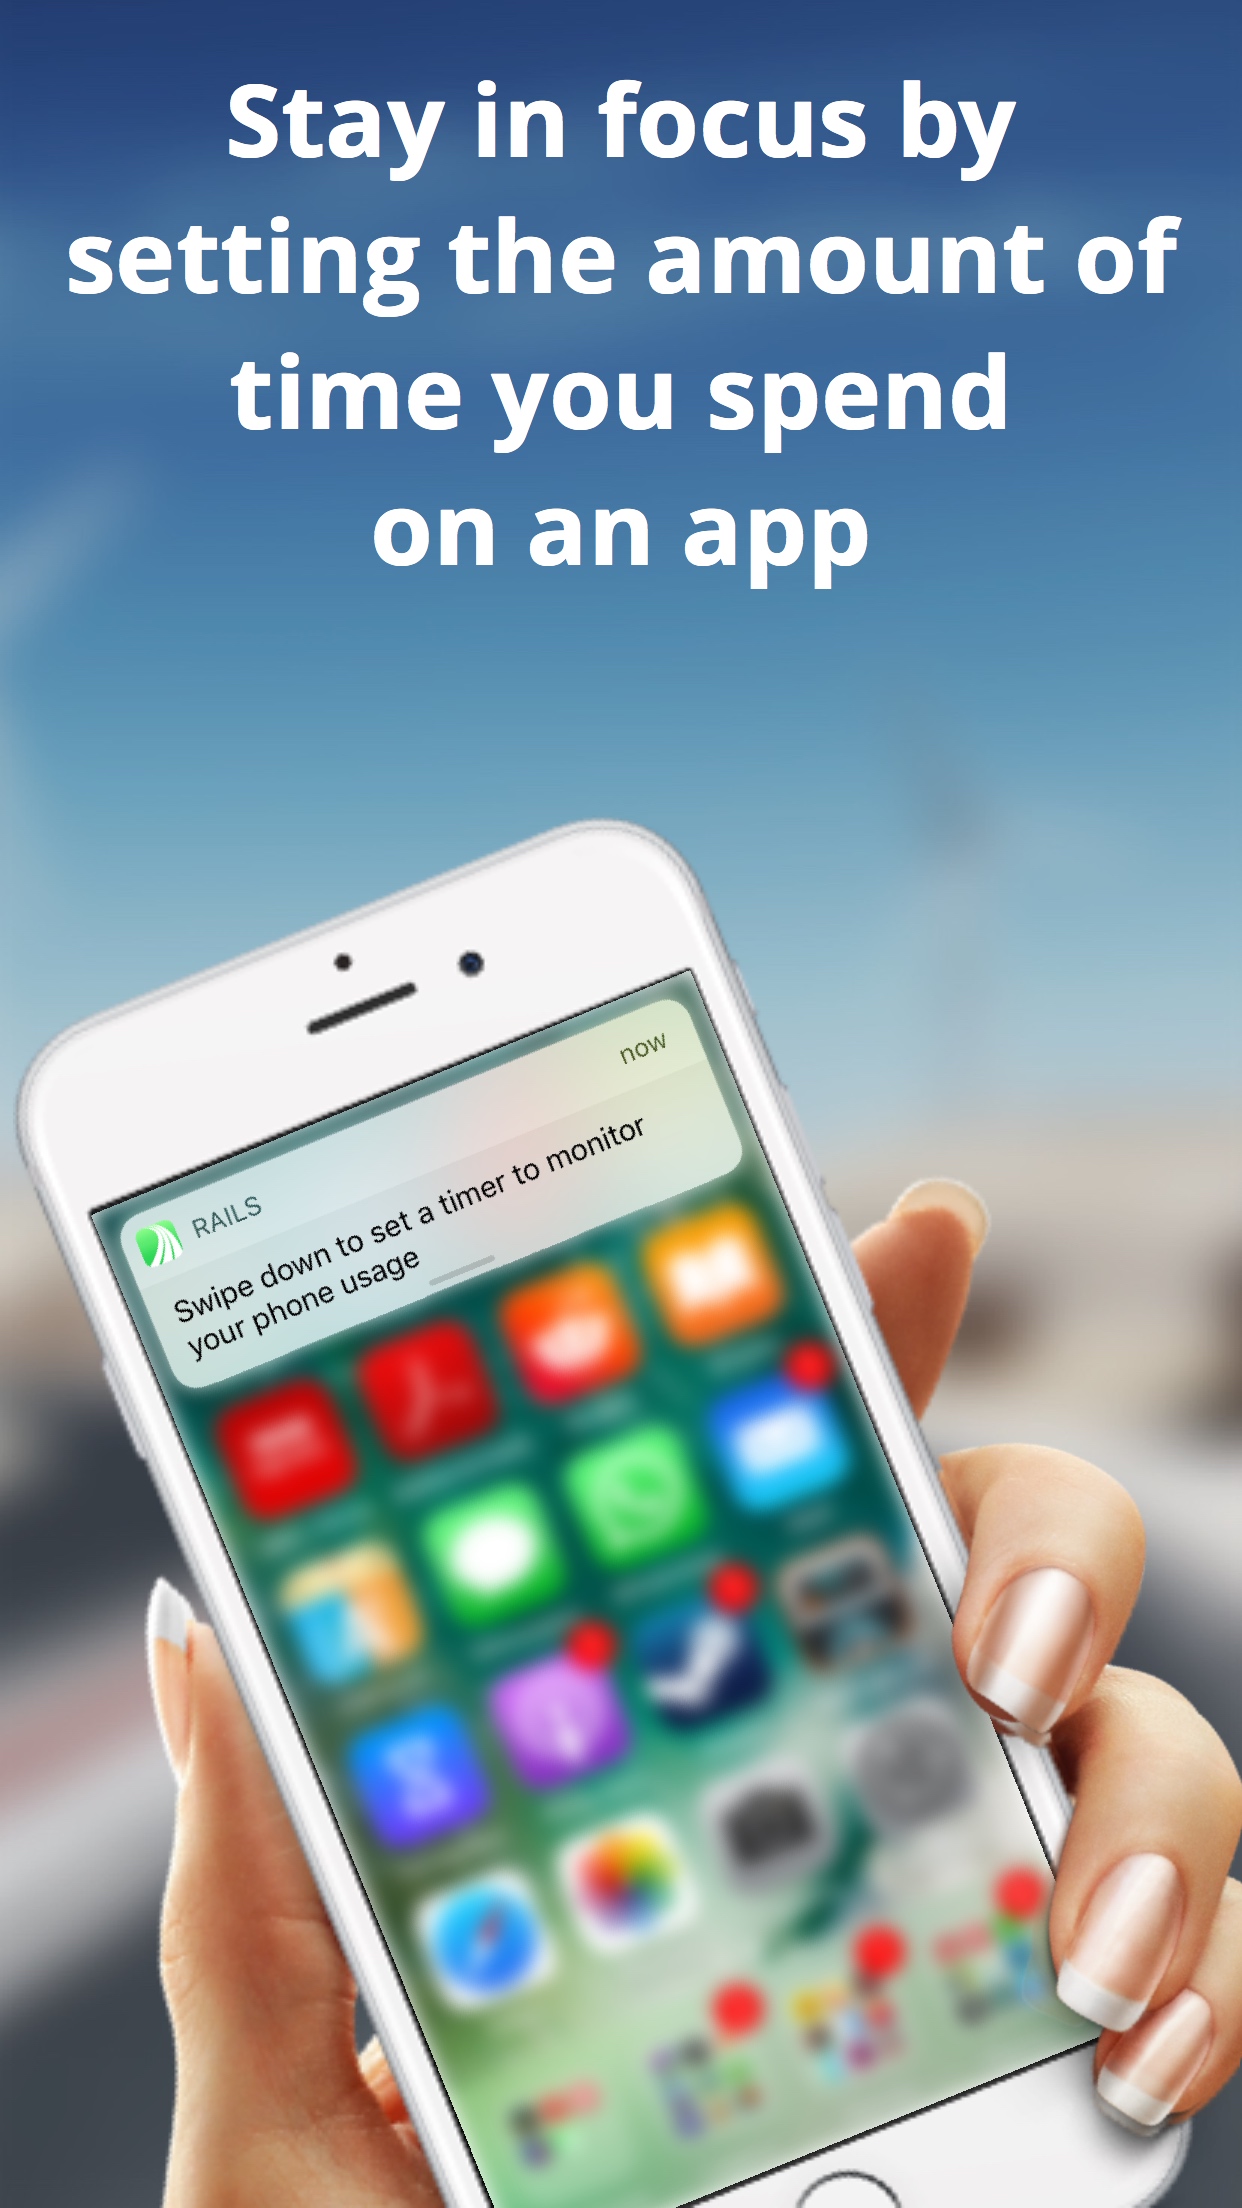 Stay in focus by
setting the amount of
time you spend
on an app
RAILS
now
Swipe down to set a timer to monitor
your phone usage